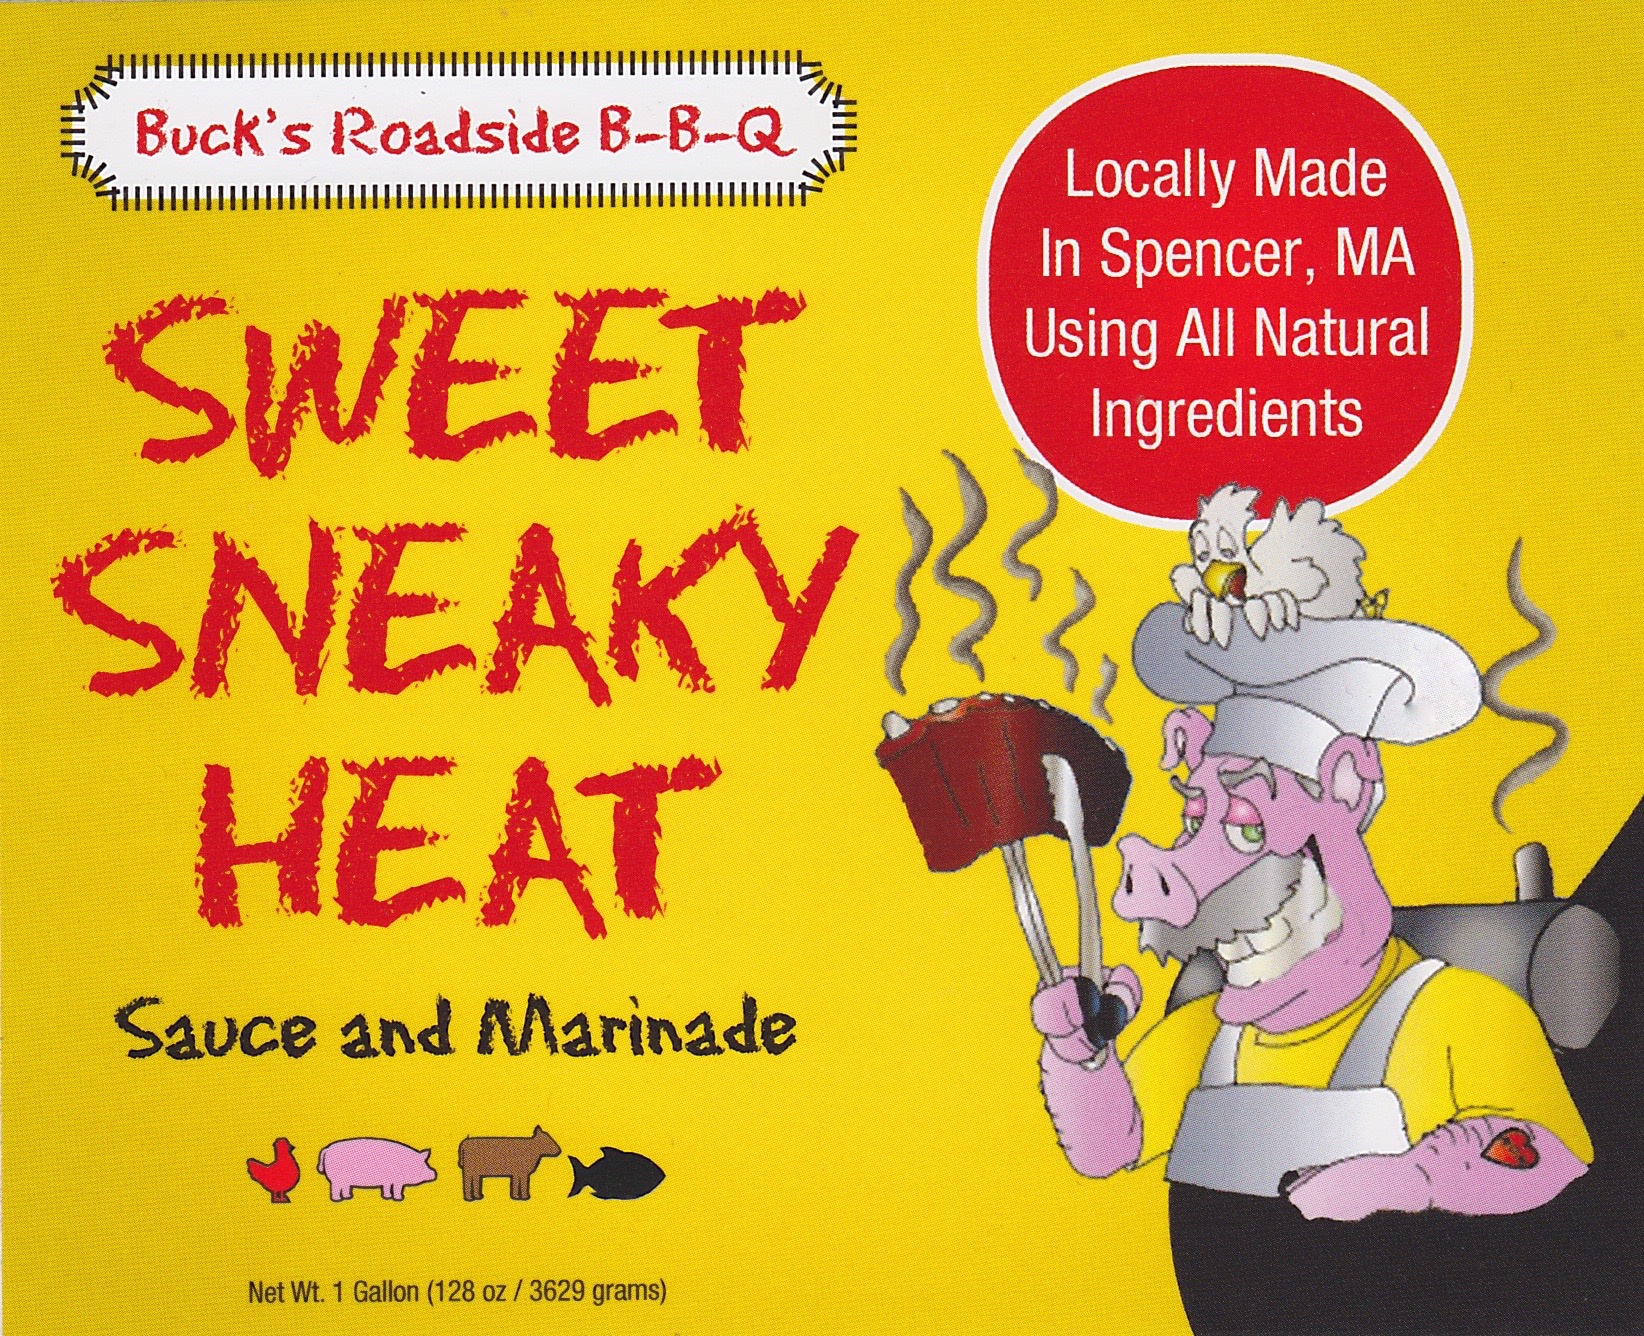 Buck's Roadside B-B-Q
SWEET
SNEAKY
HEAT
Sauce and Marinade
Net Wt. 1 Gallon (128 oz / 3629 grams)
Locally Made
In Spencer, MA
Using All Natural
Ingredients